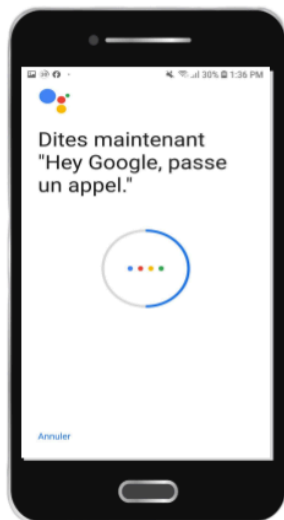 30% 1:36 PM
Dites maintenant
"Hey Google, passe
un appel."
Annuler